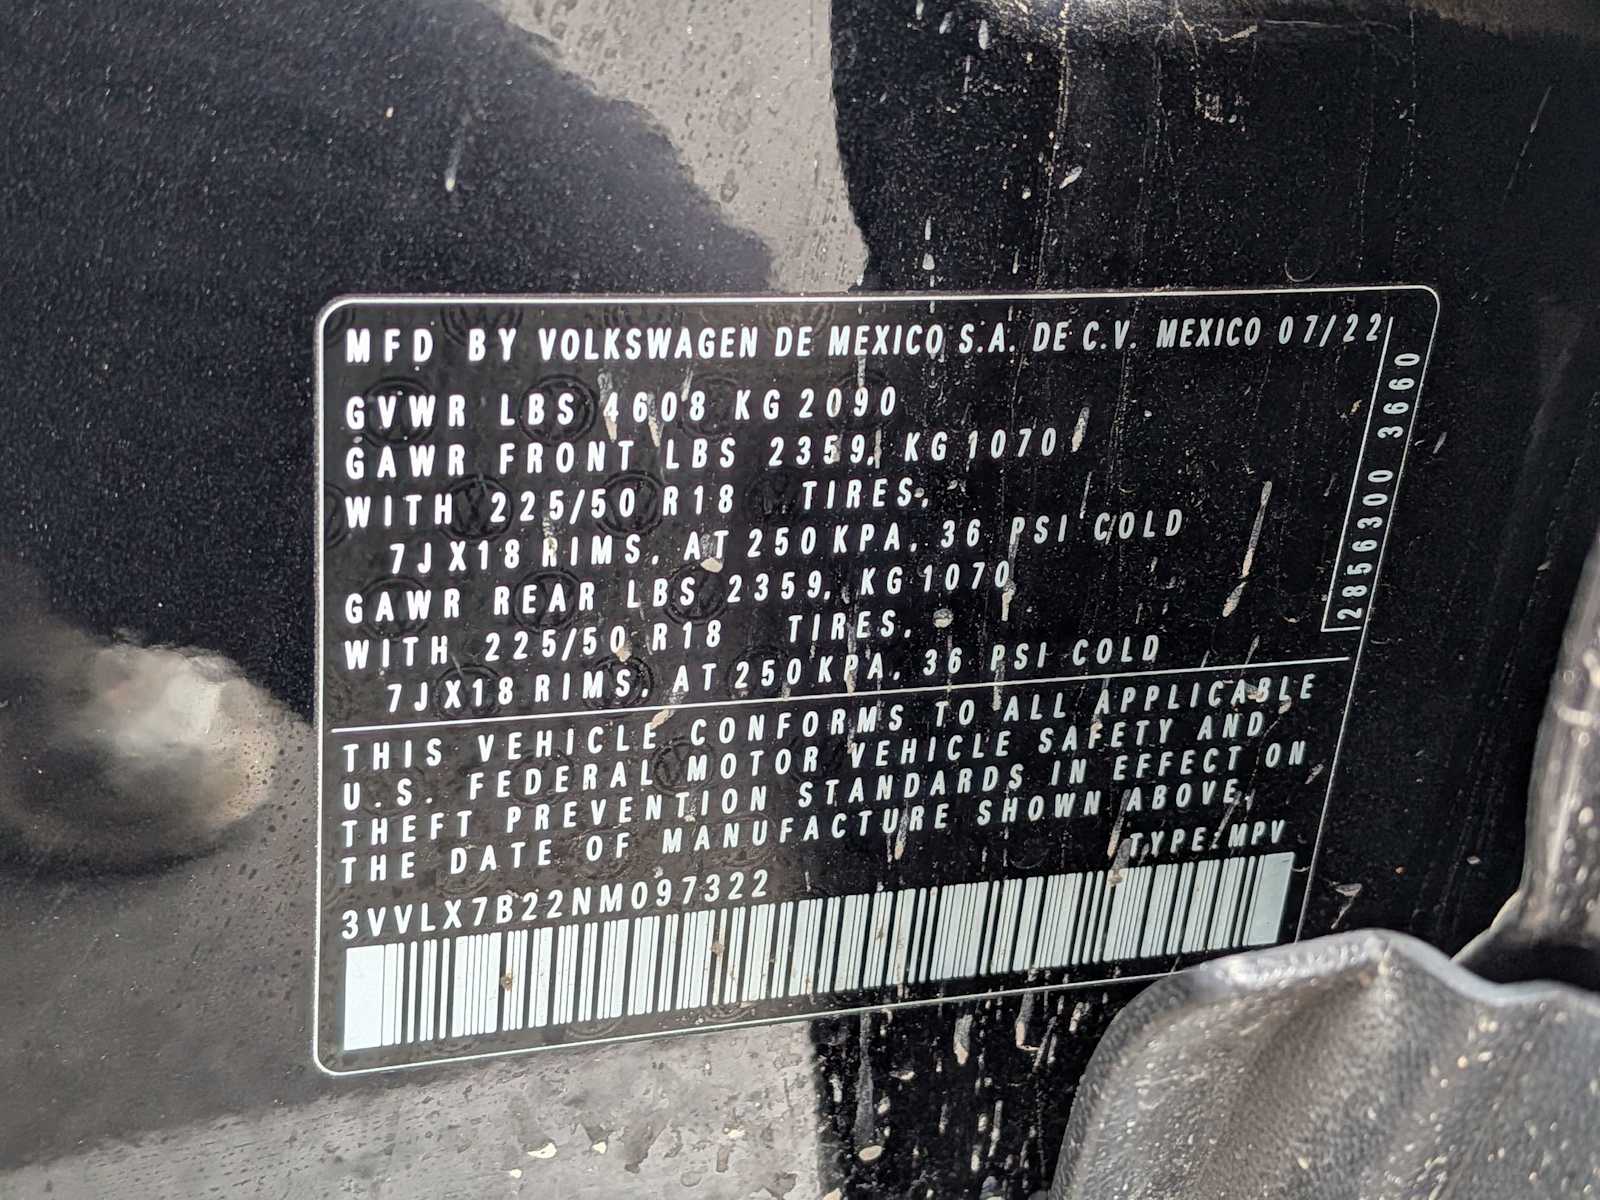 MFD BY VOLKSWAGEN DE MEXICO S.A. DE C.V. MEXICO 07/22
GVWR LBS 4608 KG 2090
GAWR FRONT LBS 2359, KG 1070
WITH 225/50 R18 TIRES,
7JX18 RIMS, AT 250 KPA, 36 PSI COLD
GAWR REAR LBS 2359, KG 1070
WITH 225/50 R18 TIRES,
7JX18 RIMS, AT 250 KPA, 36 PSI COLD
2856300 3660
THIS VEHICLE CONFORMS TO ALL APPLICABLE
U.S. FEDERAL MOTOR VEHICLE SAFETY AND
THEFT PREVENTION STANDARDS IN EFFECT ON
THE DATE OF MANUFACTURE SHOWN ABOVE.
TYPE: MPV
3VVLX7B22NM097322